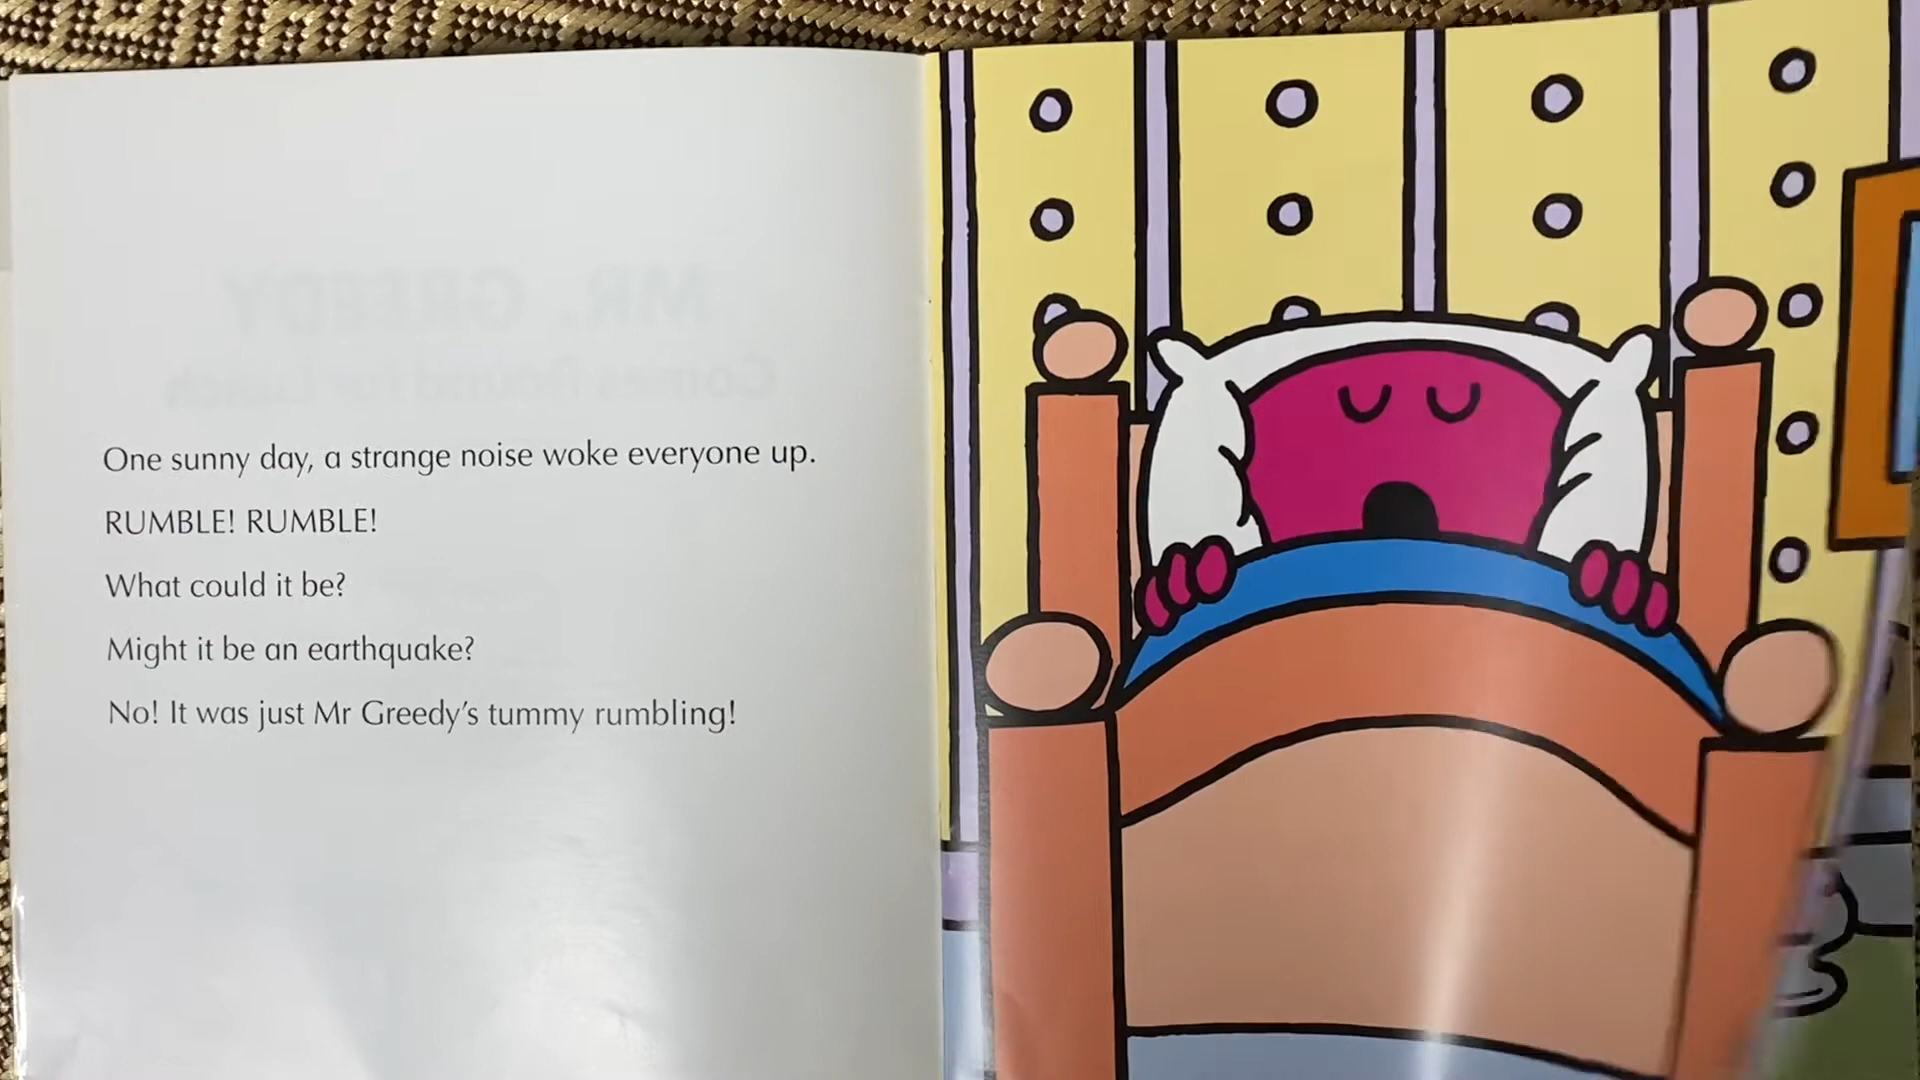 One sunny day, a strange noise woke everyone up.
RUMBLE! RUMBLE!
What could it be?
Might it be an earthquake?
No! It was just Mr Greedy's tummy rumbling!